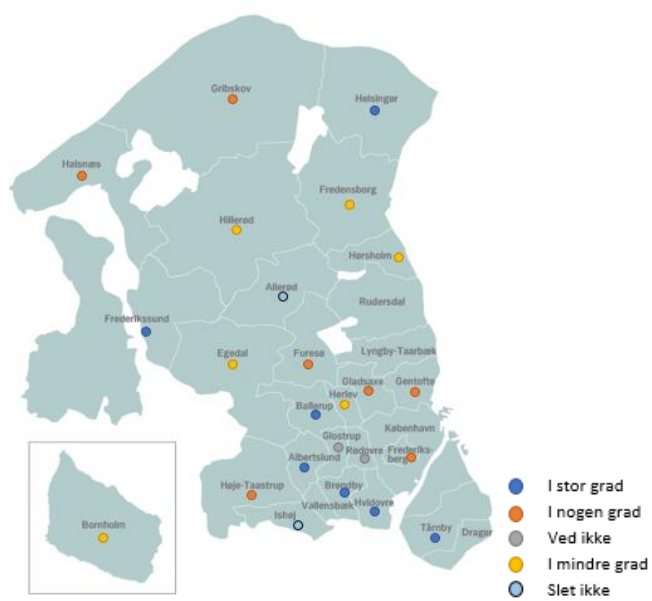 Gribskov
Helsingør
Halsnæs
Fredensborg
Hillerød
Hørsholm
Allerød
Rudersdal
Frederikssund
Egedal
Furesø
Lyngby-Taarbæk
Gladsaxe
Gentofte
Herlev
Ballerup
København
Glostrup
Rødovre
Frederiks-
berg
Albertslund
Høje-Taastrup
Brøndby
Vallensbæk
Hvidovre
Ishøj
Bornholm
Tårnby
Dragør
I stor grad
I nogen grad
Ved ikke
I mindre grad
Slet ikke